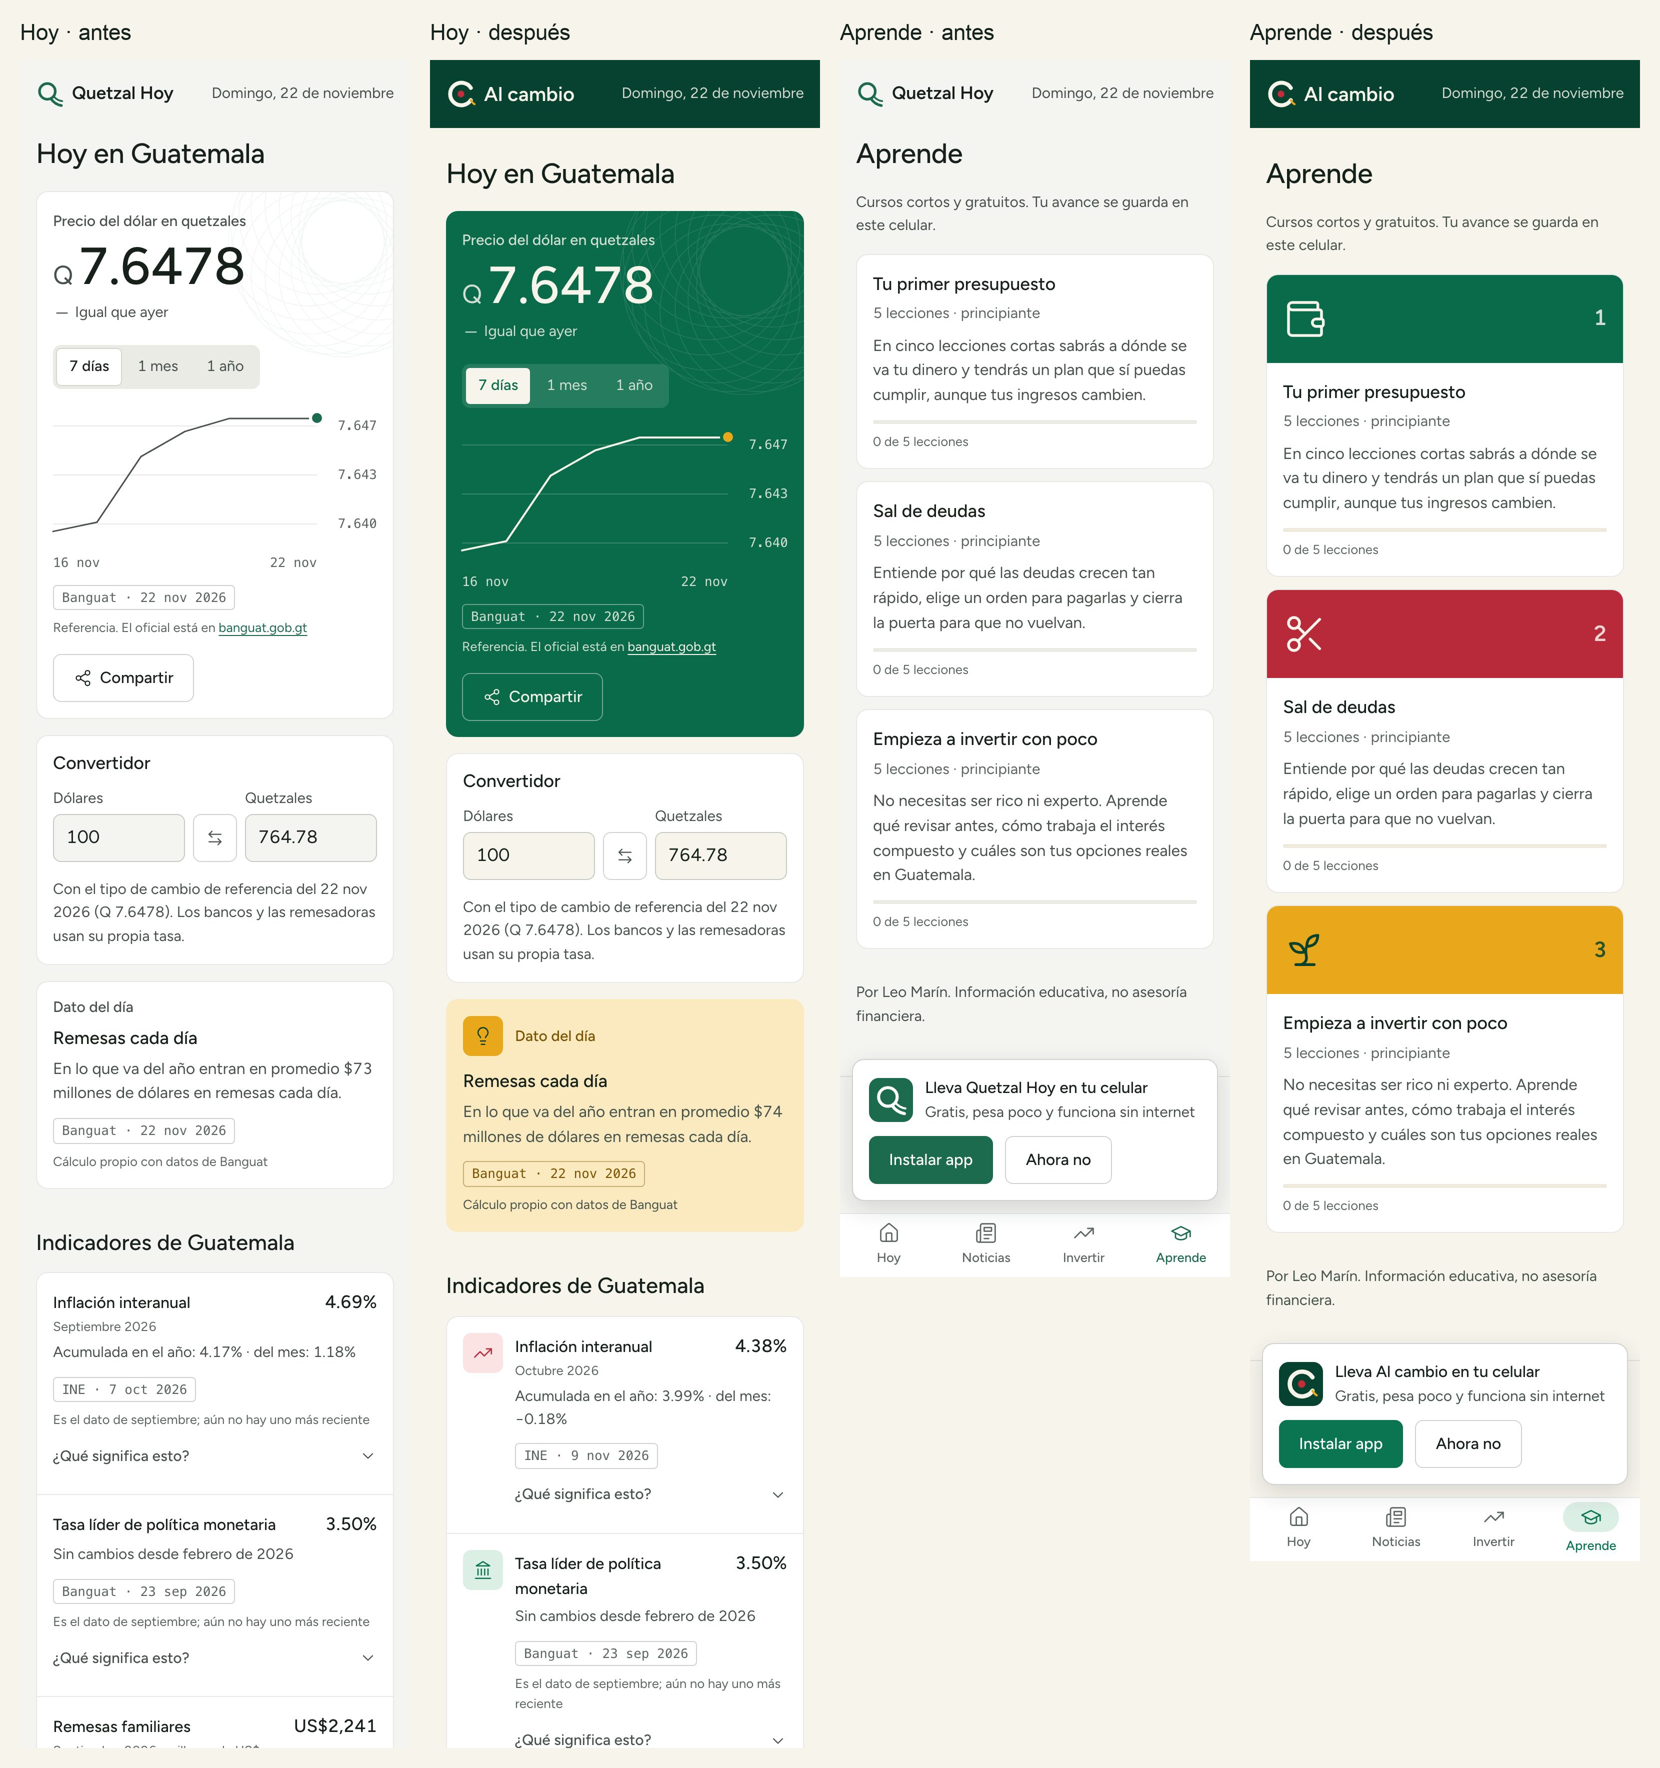 Hoy · antes
Quetzal Hoy
Domingo, 22 de noviembre
Hoy en Guatemala
Precio del dólar en quetzales
Q 7.6478
— Igual que ayer
7 días 1 mes 1 año
7.647
7.643
7.640
16 nov 22 nov
Banguat · 22 nov 2026
Referencia. El oficial está en banguat.gob.gt
Compartir
Convertidor
Dólares Quetzales
100 764.78
Con el tipo de cambio de referencia del 22 nov
2026 (Q 7.6478). Los bancos y las remesadoras
usan su propia tasa.
Dato del día
Remesas cada día
En lo que va del año entran en promedio $73
millones de dólares en remesas cada día.
Banguat · 22 nov 2026
Cálculo propio con datos de Banguat
Indicadores de Guatemala
Inflación interanual 4.69%
Septiembre 2026
Acumulada en el año: 4.17% · del mes: 1.18%
INE · 7 oct 2026
Es el dato de septiembre; aún no hay uno más reciente
¿Qué significa esto?
Tasa líder de política monetaria 3.50%
Sin cambios desde febrero de 2026
Banguat · 23 sep 2026
Es el dato de septiembre; aún no hay uno más reciente
¿Qué significa esto?
Remesas familiares US$2,241
Hoy · después
Al cambio
Domingo, 22 de noviembre
Hoy en Guatemala
Precio del dólar en quetzales
Q 7.6478
— Igual que ayer
7 días 1 mes 1 año
7.647
7.643
7.640
16 nov 22 nov
Banguat · 22 nov 2026
Referencia. El oficial está en banguat.gob.gt
Compartir
Convertidor
Dólares Quetzales
100 764.78
Con el tipo de cambio de referencia del 22 nov
2026 (Q 7.6478). Los bancos y las remesadoras
usan su propia tasa.
Dato del día
Remesas cada día
En lo que va del año entran en promedio $74
millones de dólares en remesas cada día.
Banguat · 22 nov 2026
Cálculo propio con datos de Banguat
Indicadores de Guatemala
Inflación interanual 4.38%
Octubre 2026
Acumulada en el año: 3.99% · del mes:
−0.18%
INE · 9 nov 2026
¿Qué significa esto?
Tasa líder de política 3.50%
monetaria
Sin cambios desde febrero de 2026
Banguat · 23 sep 2026
Es el dato de septiembre; aún no hay uno más
reciente
¿Qué significa esto?
Aprende · antes
Quetzal Hoy
Domingo, 22 de noviembre
Aprende
Cursos cortos y gratuitos. Tu avance se guarda en
este celular.
Tu primer presupuesto
5 lecciones · principiante
En cinco lecciones cortas sabrás a dónde se
va tu dinero y tendrás un plan que sí puedas
cumplir, aunque tus ingresos cambien.
0 de 5 lecciones
Sal de deudas
5 lecciones · principiante
Entiende por qué las deudas crecen tan
rápido, elige un orden para pagarlas y cierra
la puerta para que no vuelvan.
0 de 5 lecciones
Empieza a invertir con poco
5 lecciones · principiante
No necesitas ser rico ni experto. Aprende
qué revisar antes, cómo trabaja el interés
compuesto y cuáles son tus opciones reales
en Guatemala.
0 de 5 lecciones
Por Leo Marín. Información educativa, no asesoría
financiera.
Lleva Quetzal Hoy en tu celular
Gratis, pesa poco y funciona sin internet
Instalar app Ahora no
Hoy Noticias Invertir Aprende
Aprende · después
Al cambio
Domingo, 22 de noviembre
Aprende
Cursos cortos y gratuitos. Tu avance se guarda en
este celular.
1
Tu primer presupuesto
5 lecciones · principiante
En cinco lecciones cortas sabrás a dónde se
va tu dinero y tendrás un plan que sí puedas
cumplir, aunque tus ingresos cambien.
0 de 5 lecciones
2
Sal de deudas
5 lecciones · principiante
Entiende por qué las deudas crecen tan
rápido, elige un orden para pagarlas y cierra
la puerta para que no vuelvan.
0 de 5 lecciones
3
Empieza a invertir con poco
5 lecciones · principiante
No necesitas ser rico ni experto. Aprende
qué revisar antes, cómo trabaja el interés
compuesto y cuáles son tus opciones reales
en Guatemala.
0 de 5 lecciones
Por Leo Marín. Información educativa, no asesoría
financiera.
Lleva Al cambio en tu celular
Gratis, pesa poco y funciona sin internet
Instalar app Ahora no
Hoy Noticias Invertir Aprende